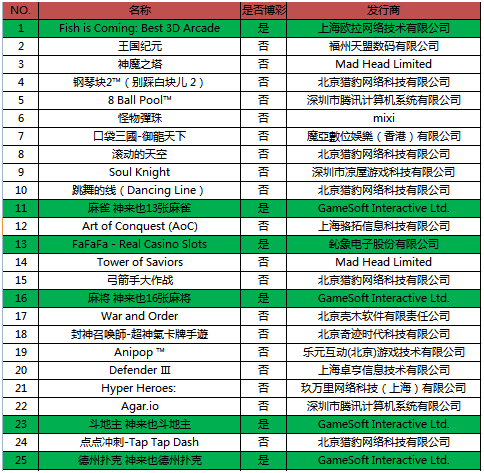 NO. 名称 是否博彩 发行商
1 Fish is Coming: Best 3D Arcade 是 上海欧拉网络技术有限公司
2 王国纪元 否 福州天盟数码有限公司
3 神魔之塔 否 Mad Head Limited
4 钢琴块2™（别踩白块儿 2） 否 北京猎豹网络科技有限公司
5 8 Ball Pool™ 否 深圳市腾讯计算机系统有限公司
6 怪物彈珠 否 mixi
7 口袋三國-御龍天下 否 魔亞數位娛樂（香港）有限公司
8 滚动的天空 否 北京猎豹网络科技有限公司
9 Soul Knight 否 深圳市凉屋游戏科技有限公司
10 跳舞的线（Dancing Line） 否 北京猎豹网络科技有限公司
11 麻雀 神来也13张麻雀 是 GameSoft Interactive Ltd.
12 Art of Conquest (AoC) 否 上海骆拓信息科技有限公司
13 FaFaFa - Real Casino Slots 是 鈊象电子股份有限公司
14 Tower of Saviors 否 Mad Head Limited
15 弓箭手大作战 否 北京猎豹网络科技有限公司
16 麻将 神来也16张麻将 是 GameSoft Interactive Ltd.
17 War and Order 否 北京壳木软件有限责任公司
18 封神召唤師-超神氣卡牌手遊 否 北京奇迹时代科技有限公司
19 Anipop ™ 否 乐元互动(北京)游戏技术有限公司
20 Defender Ⅲ 否 上海卓亨信息技术有限公司
21 Hyper Heroes: 否 玖万里网络科技（上海）有限公司
22 Agar.io 否 深圳市腾讯计算机系统有限公司
23 斗地主 神来也斗地主 是 GameSoft Interactive Ltd.
24 点点冲刺-Tap Tap Dash 否 北京猎豹网络科技有限公司
25 德州扑克 神来也德州扑克 是 GameSoft Interactive Ltd.